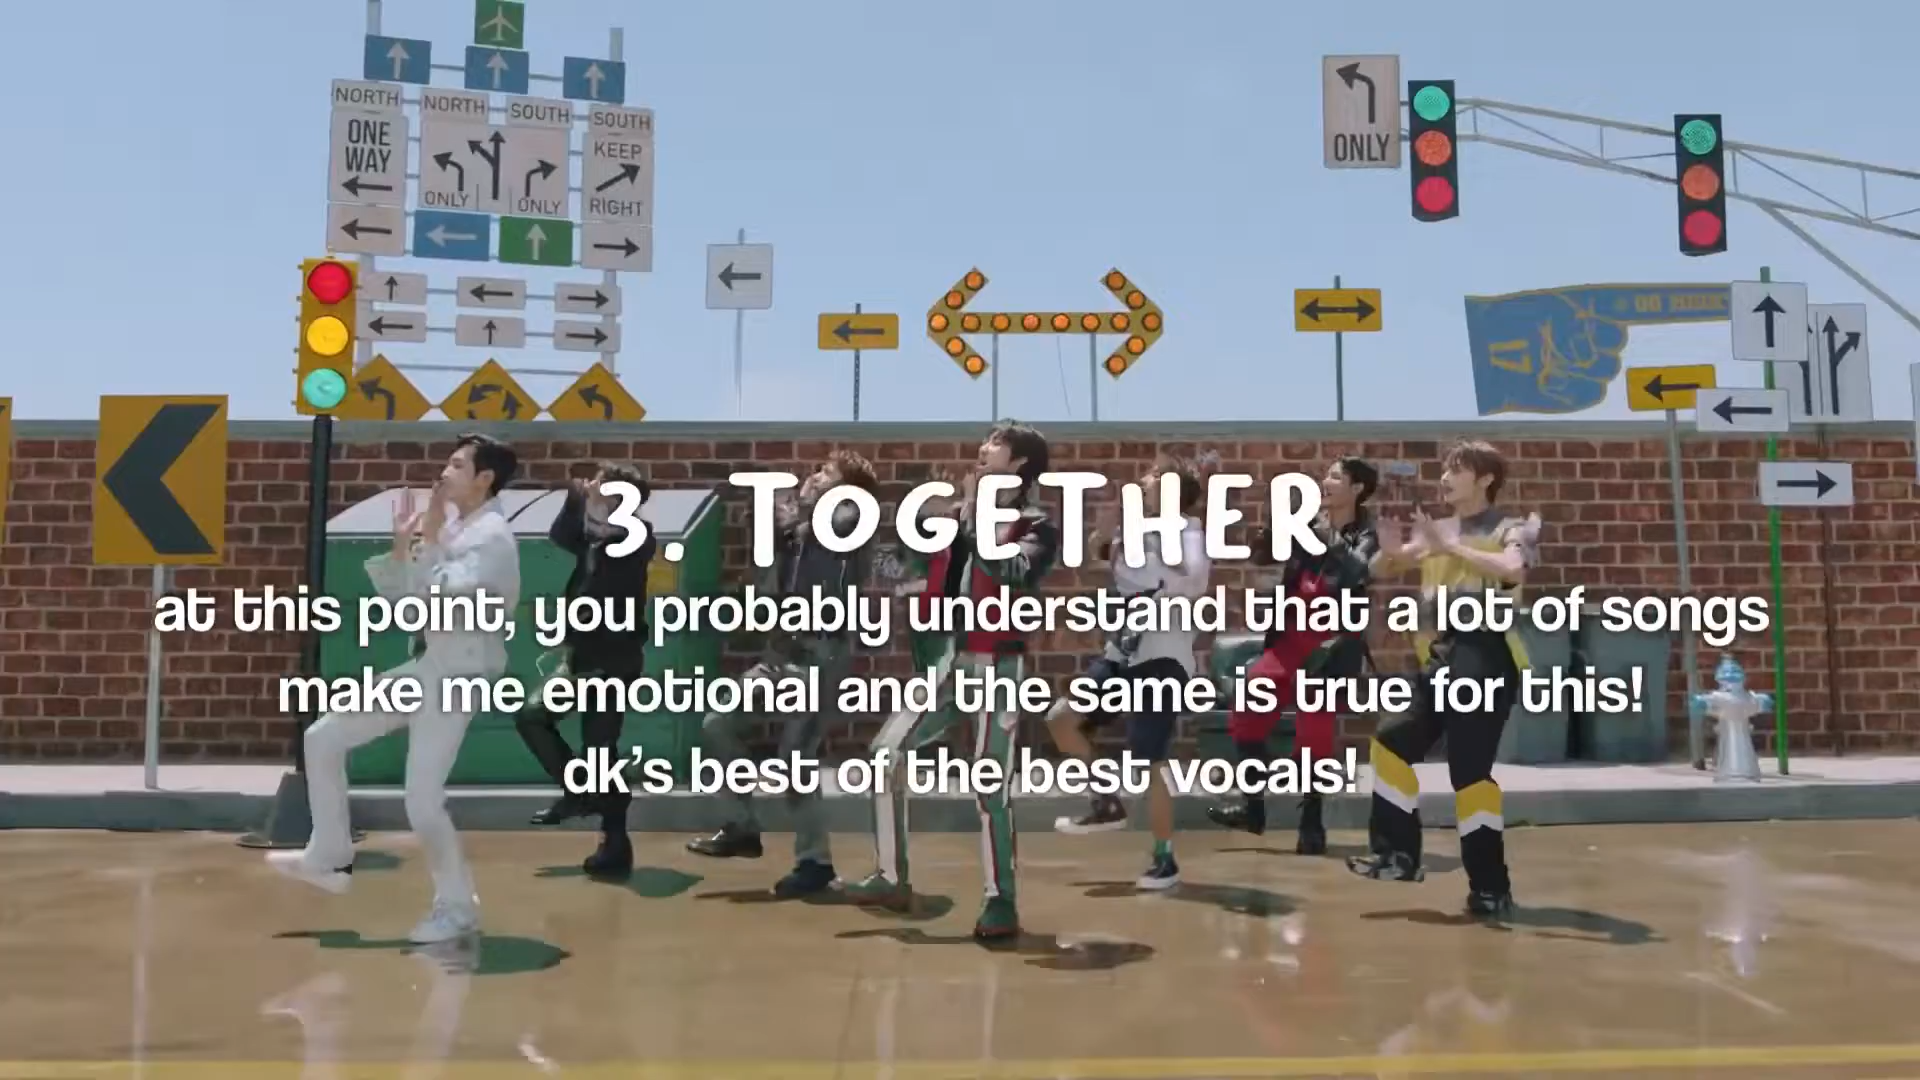 NORTH
NORTH
SOUTH
SOUTH
ONE
WAY
KEEP
RIGHT
ONLY
ONLY
ONLY
3. TOGETHER
at this point, you probably understand that a lot of songs
make me emotional and the same is true for this!
dk's best of the best vocals!